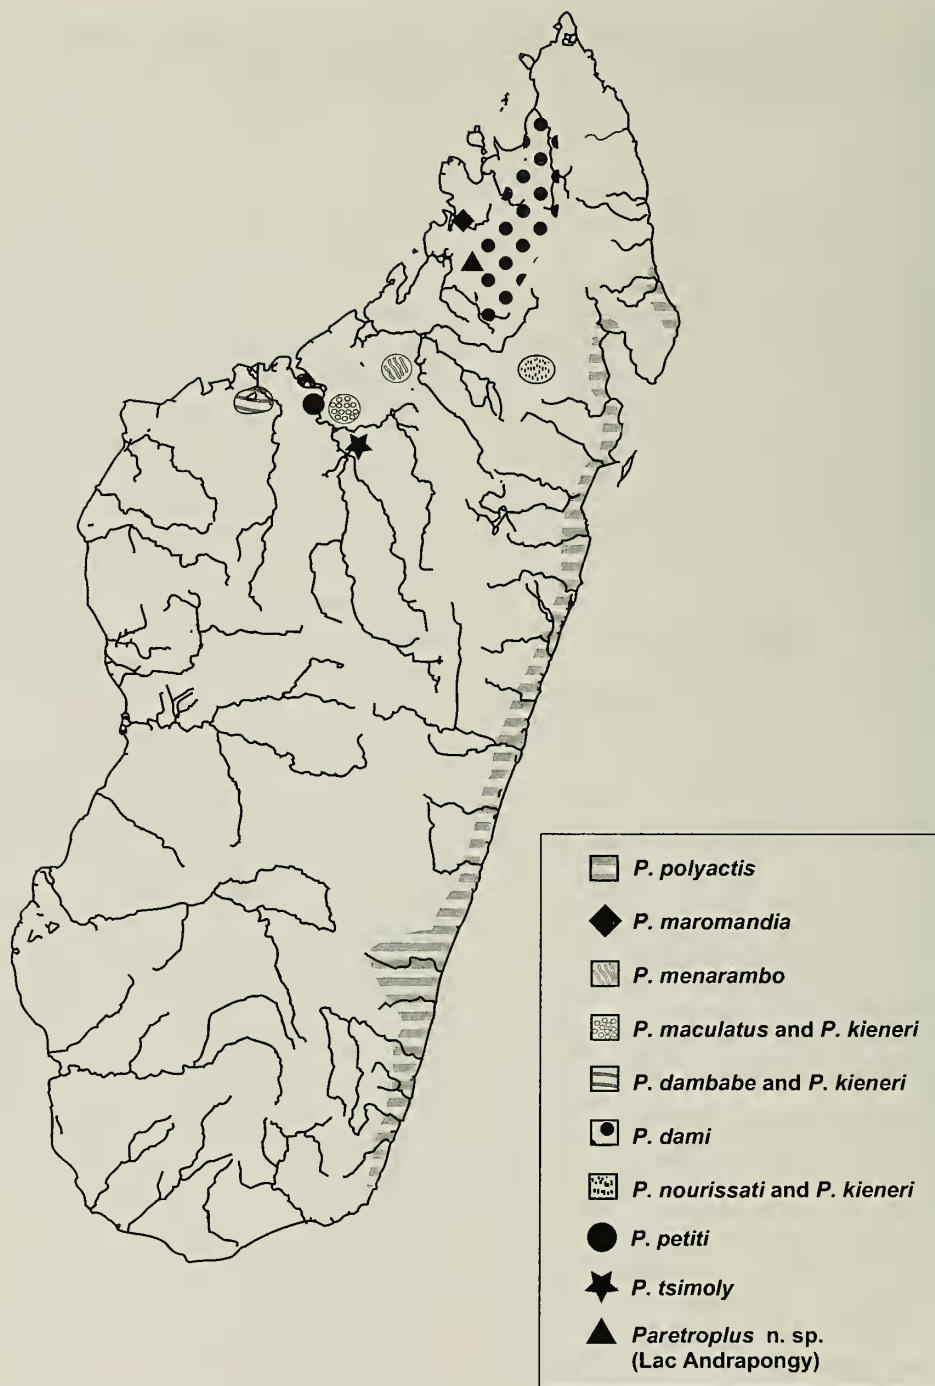 P. polyactis
P. maromandia
P. menarambo
P. maculatus and P. kieneri
P. dambabe and P. kieneri
P. dami
P. nourissati and P. kieneri
P. petiti
P. tsimoly
Paretroplus n. sp.
(Lac Andrapongy)